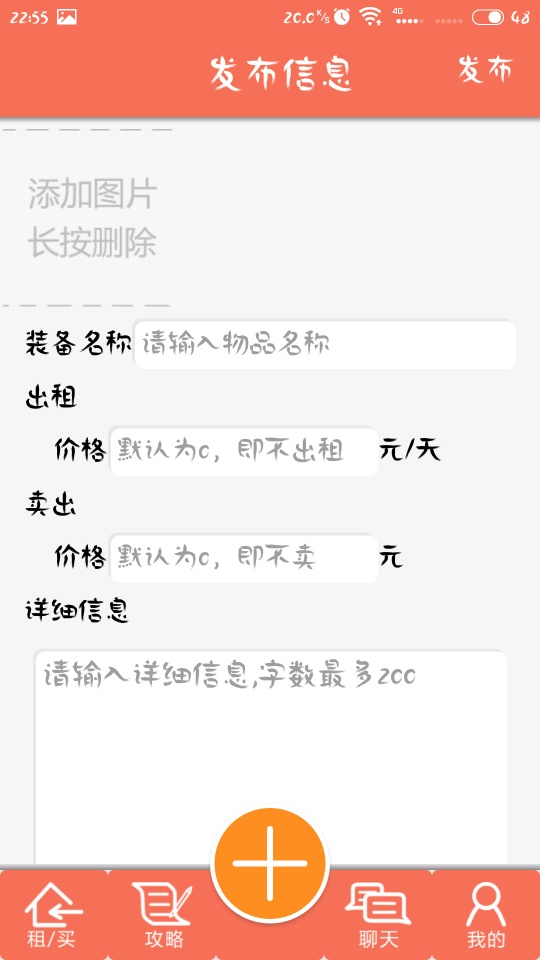 22:55 20.0K/s 4G 48
发布信息 发布
添加图片
长按删除
装备名称 请输入物品名称
出租
价格 默认为0，即不出租 元/天
卖出
价格 默认为0，即不卖 元
详细信息
请输入详细信息,字数最多200
租/买 攻略 聊天 我的